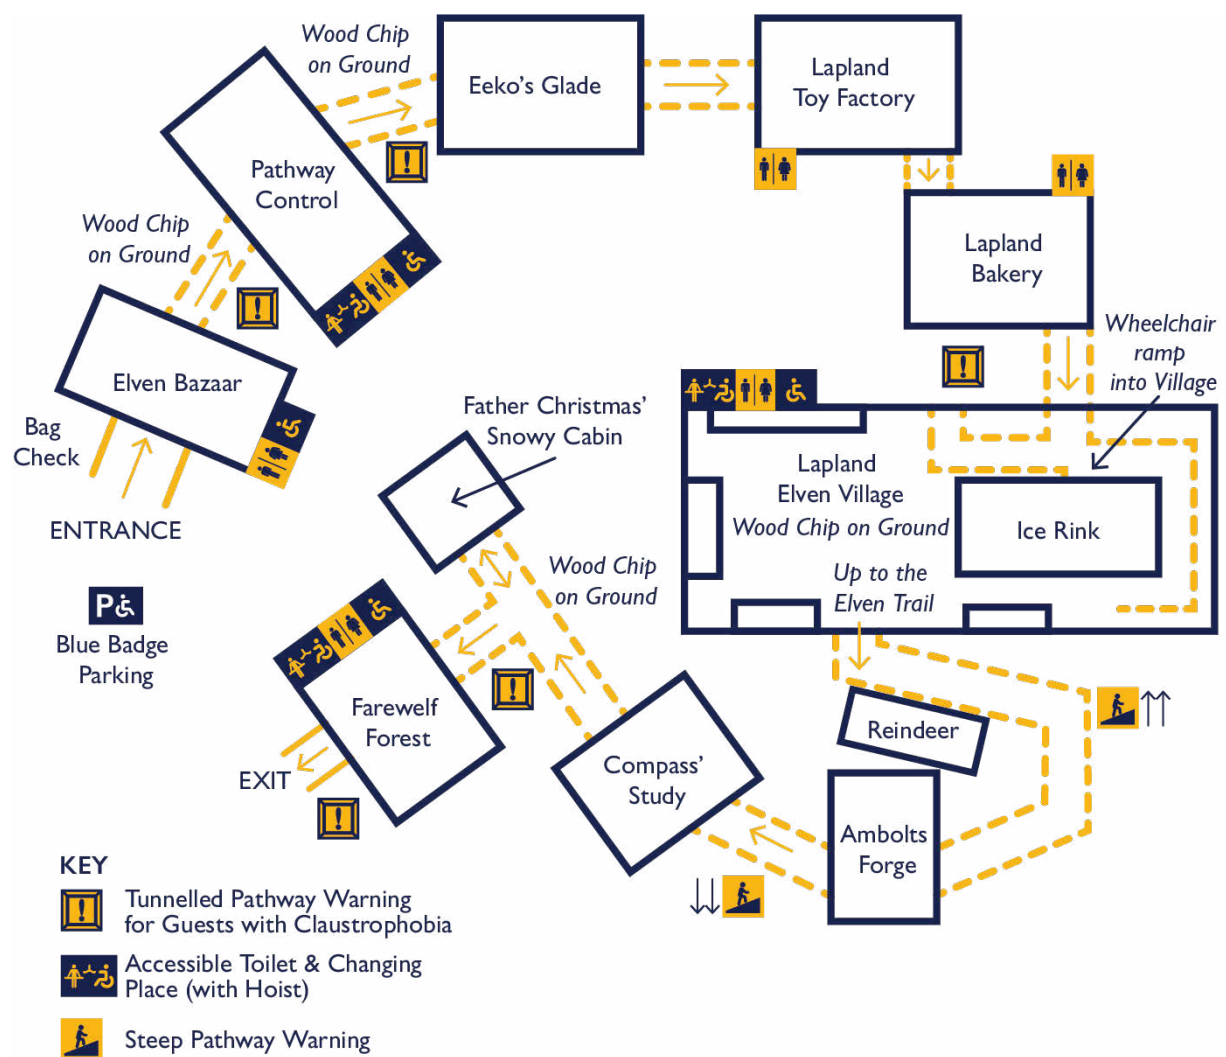 Wood Chip
on Ground
Eeko's Glade
Lapland
Toy Factory
Pathway
Control
Wood Chip
on Ground
Lapland
Bakery
Wheelchair
ramp
into Village
Elven Bazaar
Bag
Check
ENTRANCE
Father Christmas'
Snowy Cabin
Lapland
Elven Village
Wood Chip on Ground
Ice Rink
Up to the
Elven Trail
Wood Chip
on Ground
P
Blue Badge
Parking
Farewelf
Forest
EXIT
Compass'
Study
Reindeer
Ambolts
Forge
KEY
Tunnelled Pathway Warning
for Guests with Claustrophobia
Accessible Toilet & Changing
Place (with Hoist)
Steep Pathway Warning